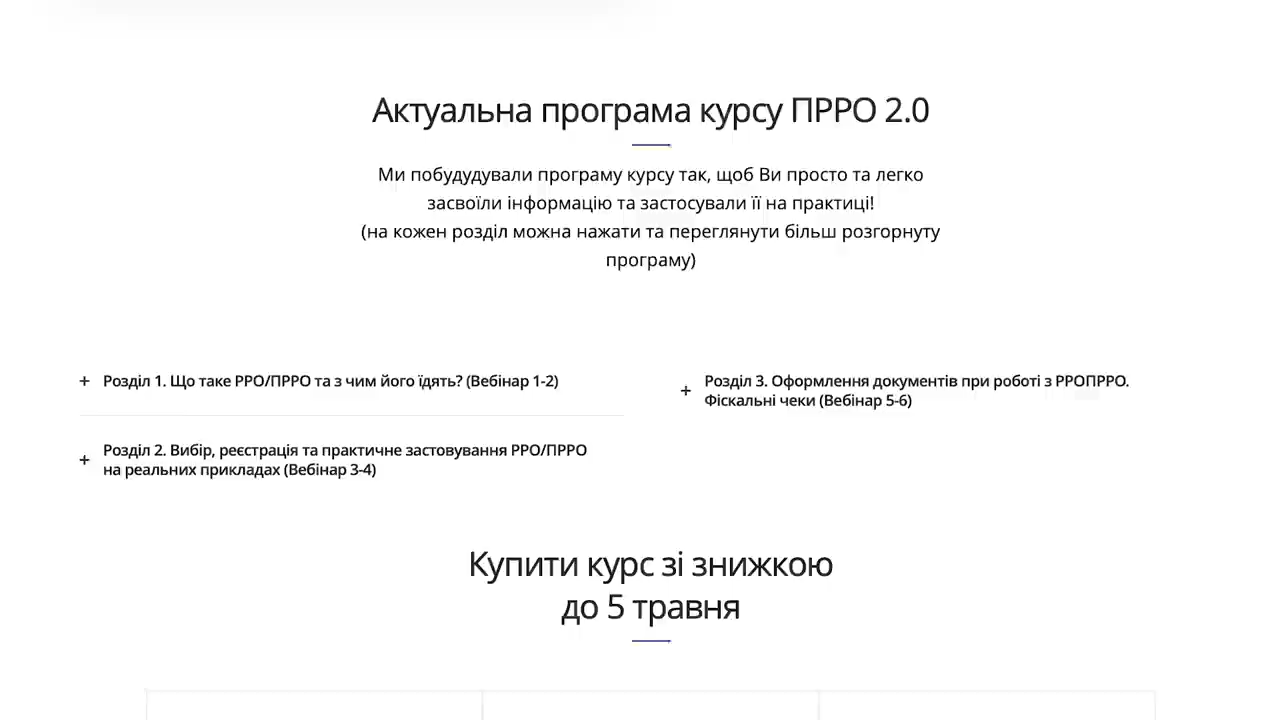 Актуальна програма курсу ПРРО 2.0
Ми побудудували програму курсу так, щоб Ви просто та легко
засвоїли інформацію та застосували її на практиці!
(на кожен розділ можна нажати та переглянути більш розгорнуту
програму)
+ Розділ 1. Що таке РРО/ПРРО та з чим його їдять? (Вебінар 1-2)
+ Розділ 2. Вибір, реєстрація та практичне застовування РРО/ПРРО
на реальних прикладах (Вебінар 3-4)
+ Розділ 3. Оформлення документів при роботі з РРОПРРО.
Фіскальні чеки (Вебінар 5-6)
Купити курс зі знижкою
до 5 травня